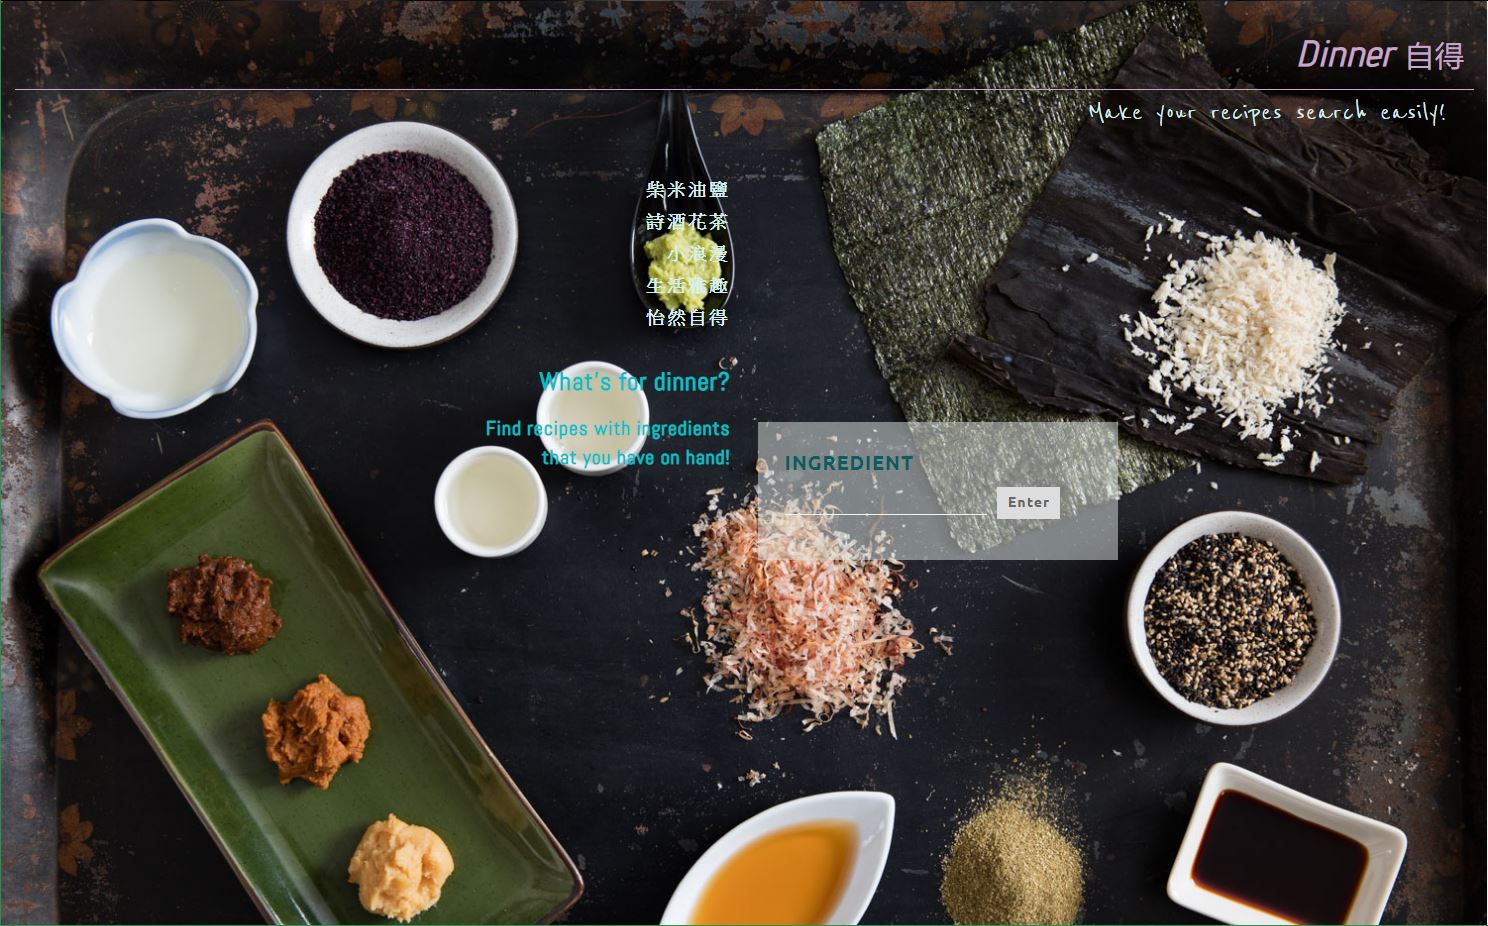 Dinner 自得
Make your recipes search easily!
柴米油鹽
詩酒花茶
小浪漫
生活雅趣
怡然自得
What's for dinner?
Find recipes with ingredients
that you have on hand!
INGREDIENT
Enter